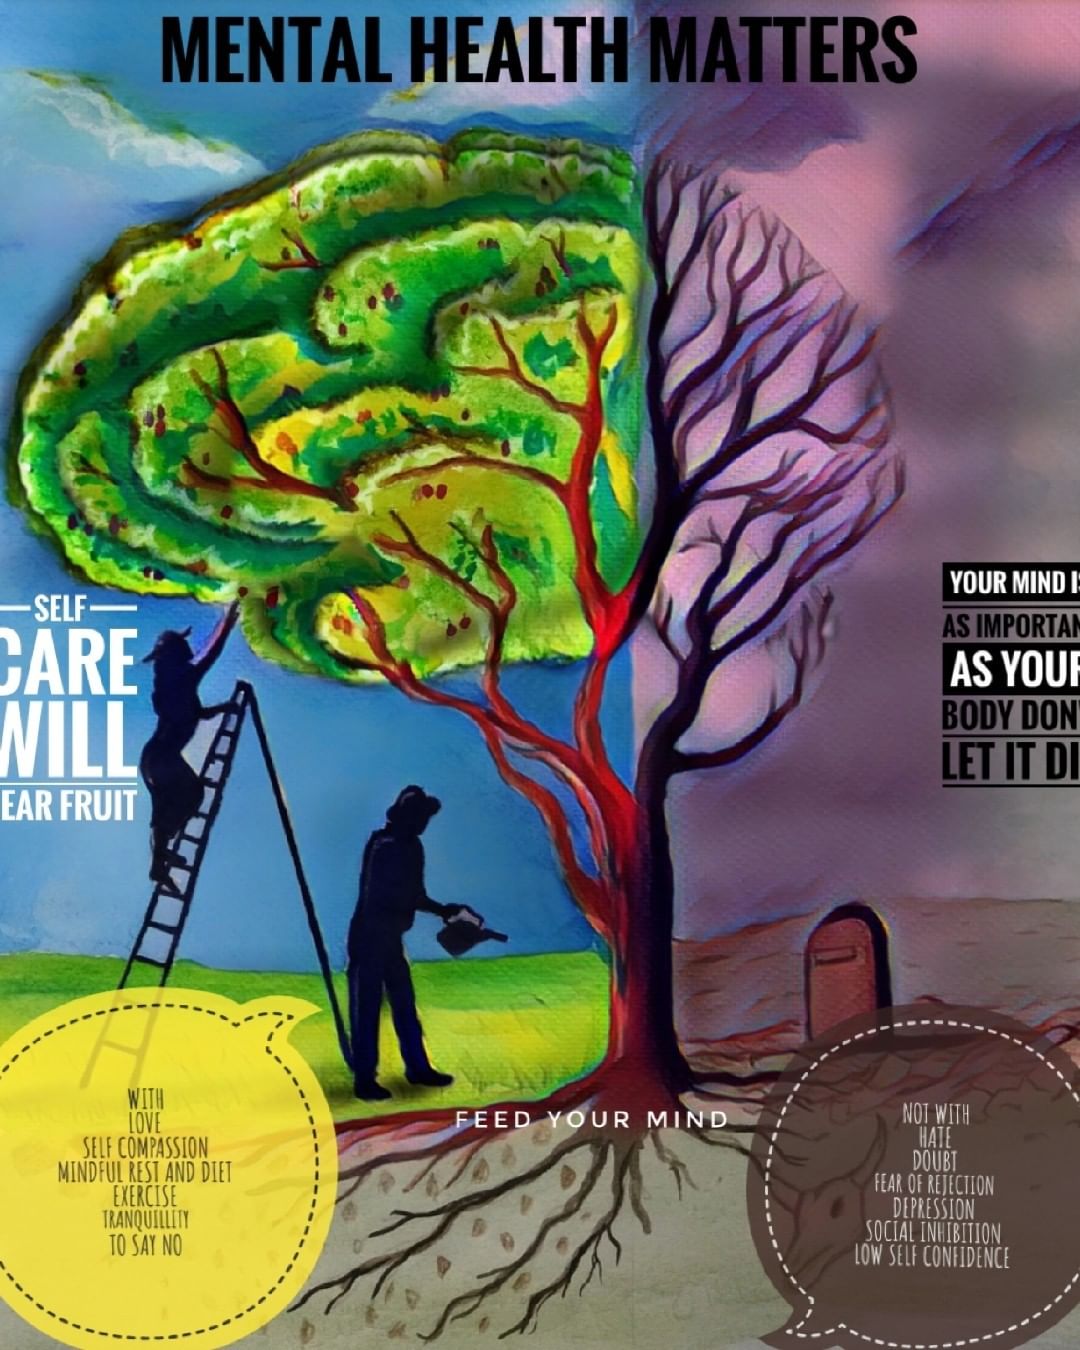 MENTAL HEALTH MATTERS
SELF
CARE
WILL
EAR FRUIT
YOUR MIND IS
AS IMPORTAN
AS YOUR
BODY DON'
LET IT DI
FEED YOUR MIND
WITH
LOVE
SELF COMPASSION
MINDFUL REST AND DIET
EXERCISE
TRANQUILLITY
TO SAY NO
NOT WITH
HATE
DOUBT
FEAR OF REJECTION
DEPRESSION
SOCIAL INHIBITION
LOW SELF CONFIDENCE